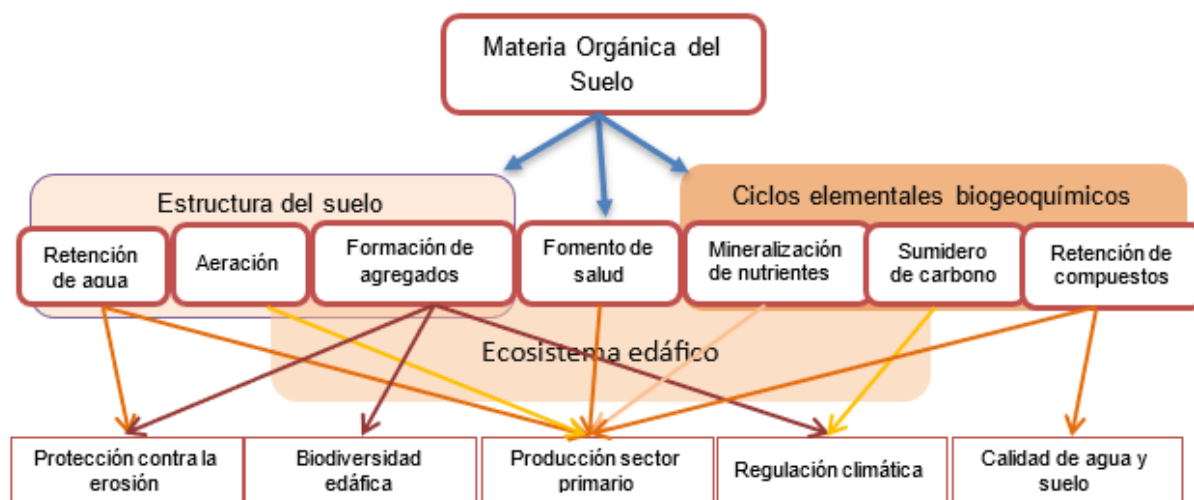 Materia Orgánica del
Suelo
Estructura del suelo
Ciclos elementales biogeoquímicos
Retención
de agua
Aeración
Formación de
agregados
Fomento de
salud
Mineralización
de nutrientes
Sumidero
de carbono
Retención de
compuestos
Ecosistema edáfico
Protección contra la
erosión
Biodiversidad
edáfica
Producción sector
primario
Regulación climática
Calidad de agua y
suelo